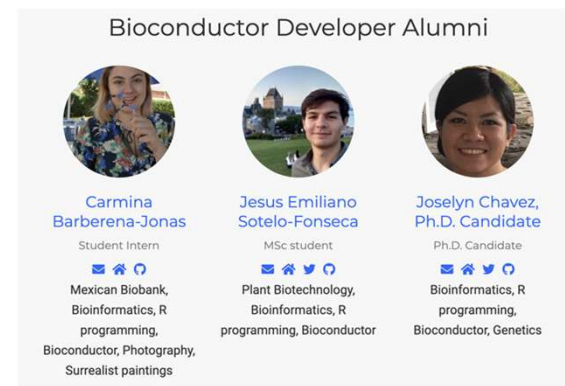 Bioconductor Developer Alumni
Carmina
Barberena-Jonas
Student Intern
Mexican Biobank,
Bioinformatics, R
programming,
Bioconductor, Photography,
Surrealist paintings
Jesus Emiliano
Sotelo-Fonseca
MSc student
Plant Biotechnology,
Bioinformatics, R
programming, Bioconductor
Joselyn Chavez,
Ph.D. Candidate
Ph.D. Candidate
Bioinformatics, R
programming,
Bioconductor, Genetics